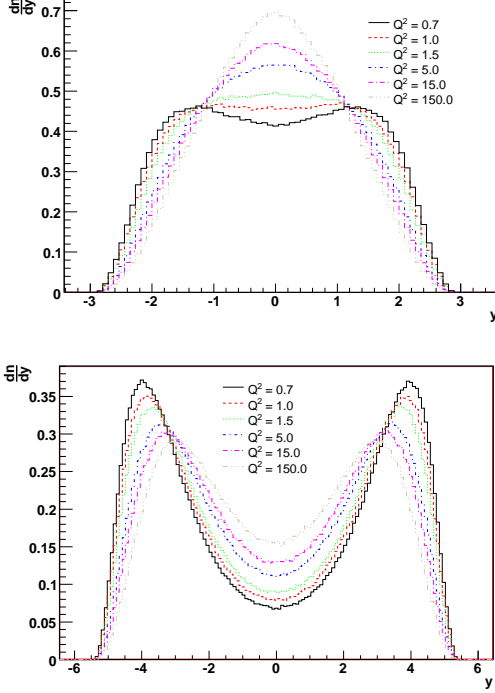 dn
dy
0.7
0.6
0.5
0.4
0.3
0.2
0.1
0
Q² = 0.7
Q² = 1.0
Q² = 1.5
Q² = 5.0
Q² = 15.0
Q² = 150.0
-3 -2 -1 0 1 2 3
y
dn
dy
0.35
0.3
0.25
0.2
0.15
0.1
0.05
0
Q² = 0.7
Q² = 1.0
Q² = 1.5
Q² = 5.0
Q² = 15.0
Q² = 150.0
-6 -4 -2 0 2 4 6
y